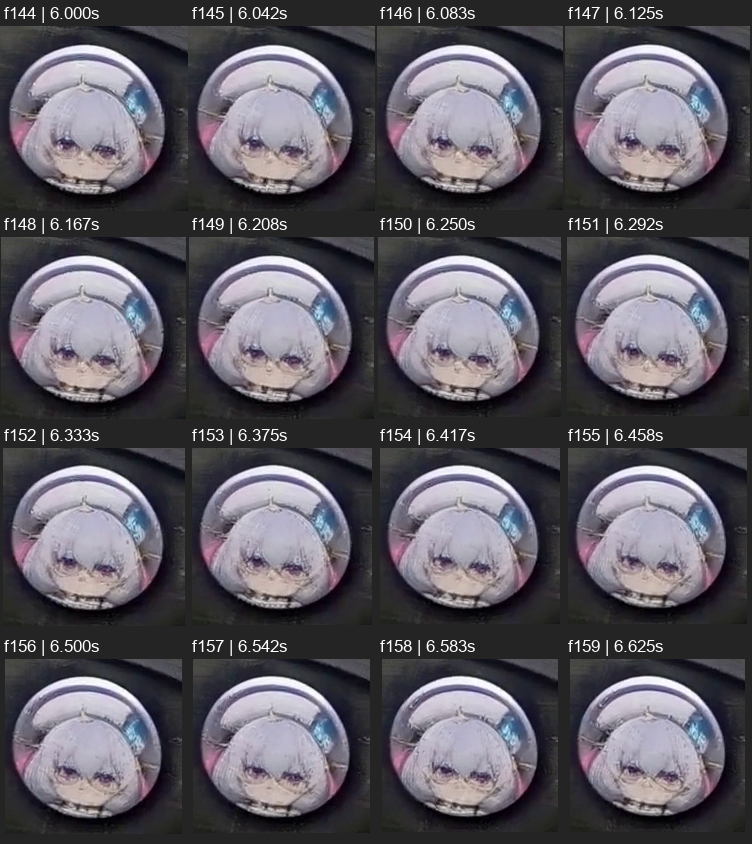 f144 | 6.000s f145 | 6.042s f146 | 6.083s f147 | 6.125s
f148 | 6.167s f149 | 6.208s f150 | 6.250s f151 | 6.292s
f152 | 6.333s f153 | 6.375s f154 | 6.417s f155 | 6.458s
f156 | 6.500s f157 | 6.542s f158 | 6.583s f159 | 6.625s